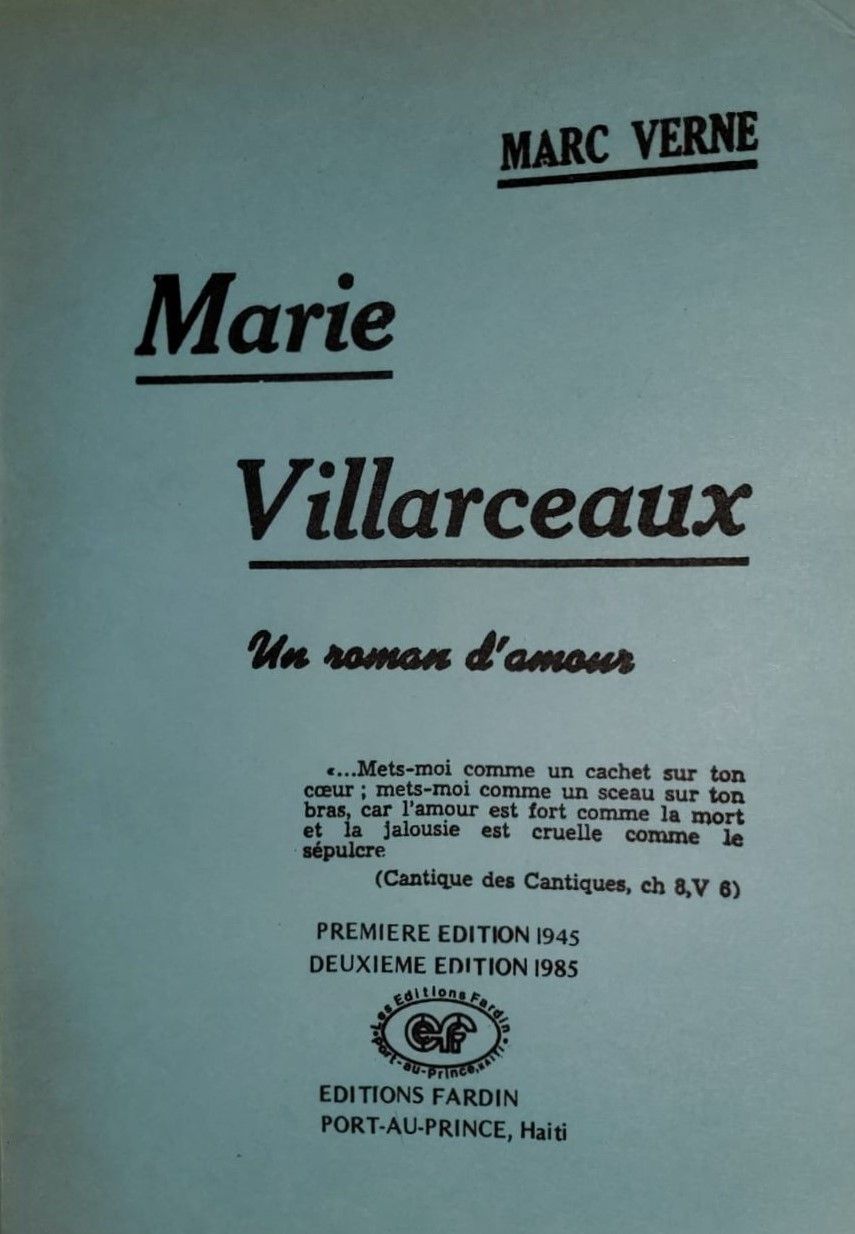 MARC VERNE
Marie
Villarceaux
Un roman d'amour
«...Mets-moi comme un cachet sur ton
cœur ; mets-moi comme un sceau sur ton
bras, car l'amour est fort comme la mort
et la jalousie est cruelle comme le
sépulcre
(Cantique des Cantiques, ch 8,V 6)
PREMIERE EDITION 1945
DEUXIEME EDITION 1985
Les Editions Fardin
ef
Port-au-Prince, HAITI
EDITIONS FARDIN
PORT-AU-PRINCE, Haiti